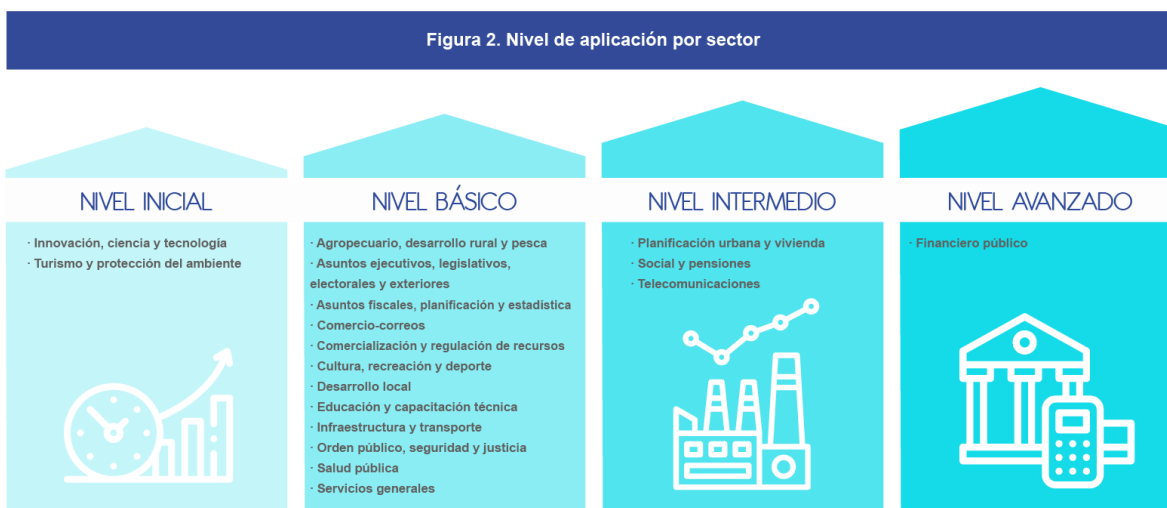 Figura 2. Nivel de aplicación por sector
NIVEL INICIAL
· Innovación, ciencia y tecnología
· Turismo y protección del ambiente
NIVEL BÁSICO
· Agropecuario, desarrollo rural y pesca
· Asuntos ejecutivos, legislativos,
electorales y exteriores
· Asuntos fiscales, planificación y estadística
· Comercio-correos
· Comercialización y regulación de recursos
· Cultura, recreación y deporte
· Desarrollo local
· Educación y capacitación técnica
· Infraestructura y transporte
· Orden público, seguridad y justicia
· Salud pública
· Servicios generales
NIVEL INTERMEDIO
· Planificación urbana y vivienda
· Social y pensiones
· Telecomunicaciones
NIVEL AVANZADO
· Financiero público